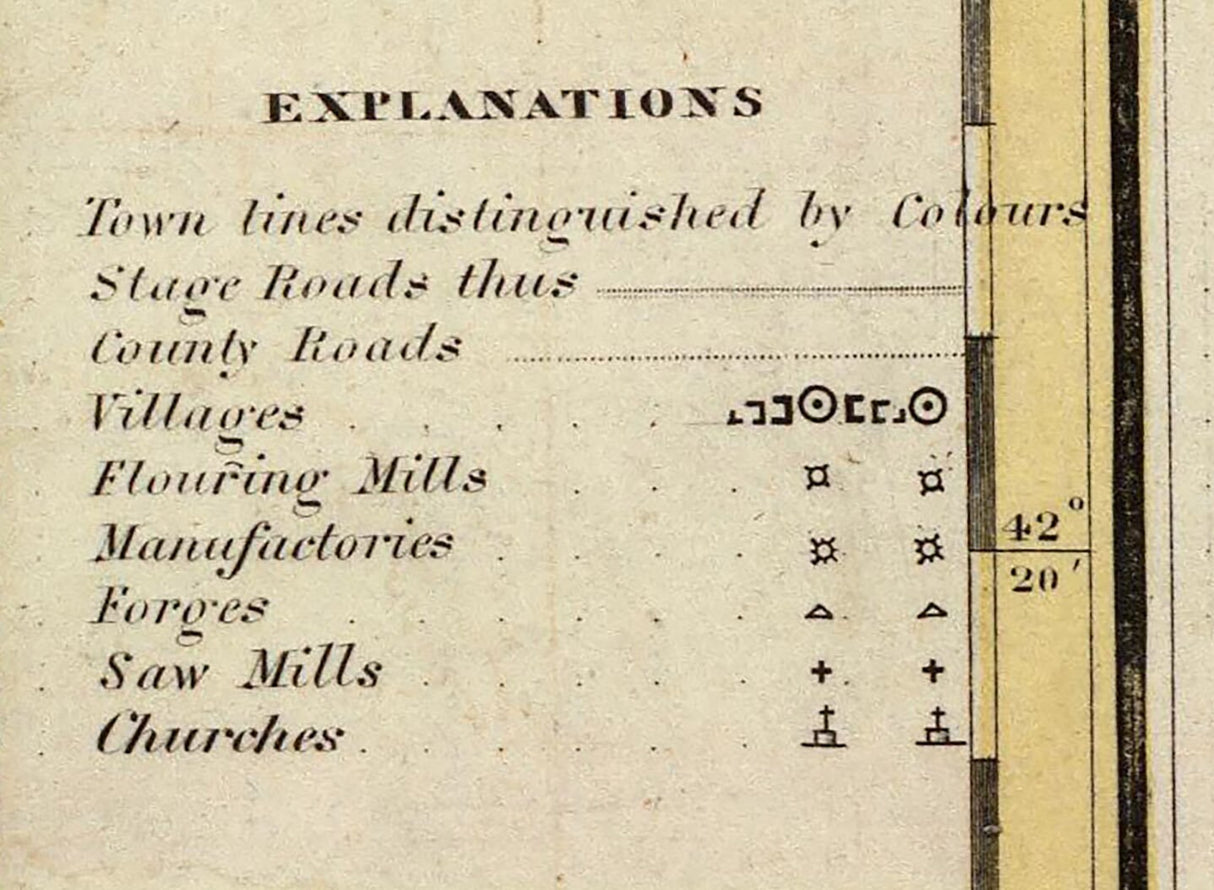 EXPLANATIONS
Town lines distinguished by Colours
Stage Roads thus
County Roads
Villages
Flouring Mills
Manufactories
Forges
Saw Mills
Churches
42°
20'